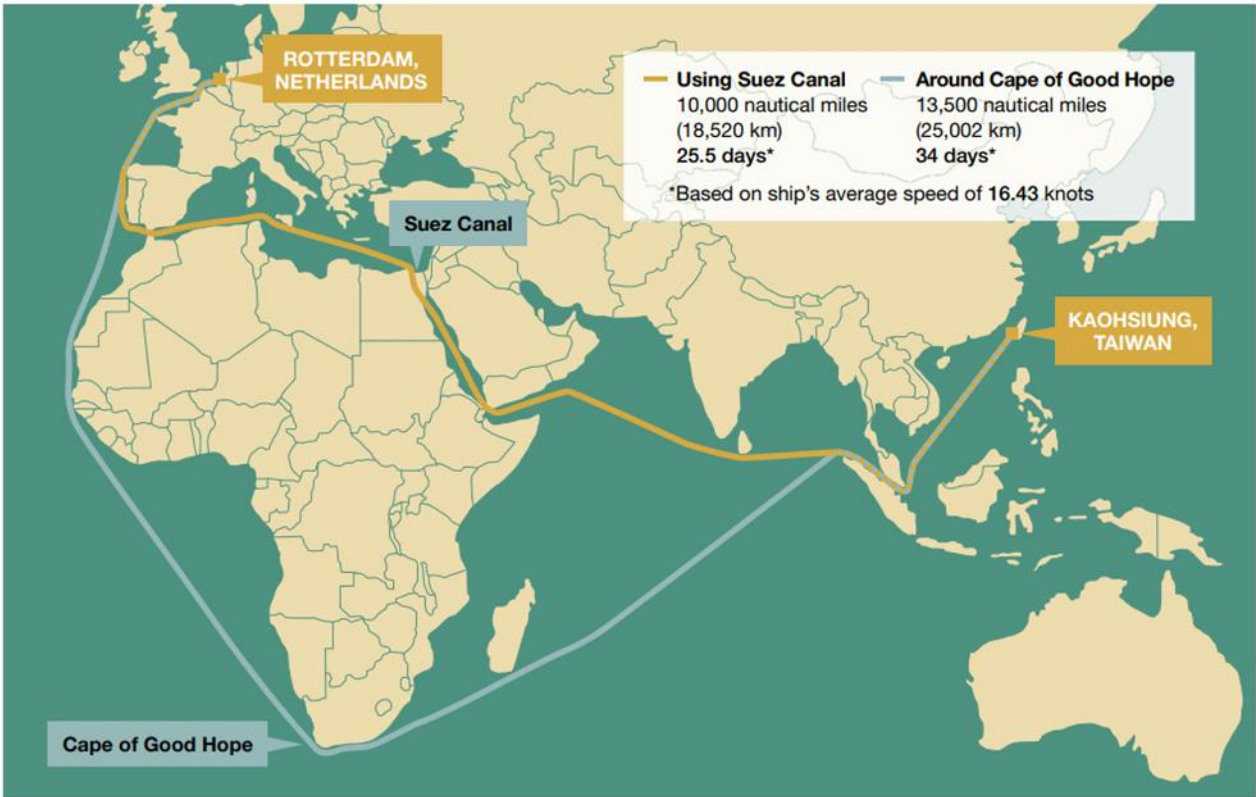 ROTTERDAM,
NETHERLANDS
Using Suez Canal
10,000 nautical miles
(18,520 km)
25.5 days*
Around Cape of Good Hope
13,500 nautical miles
(25,002 km)
34 days*
*Based on ship's average speed of 16.43 knots
Suez Canal
KAOHSIUNG,
TAIWAN
Cape of Good Hope